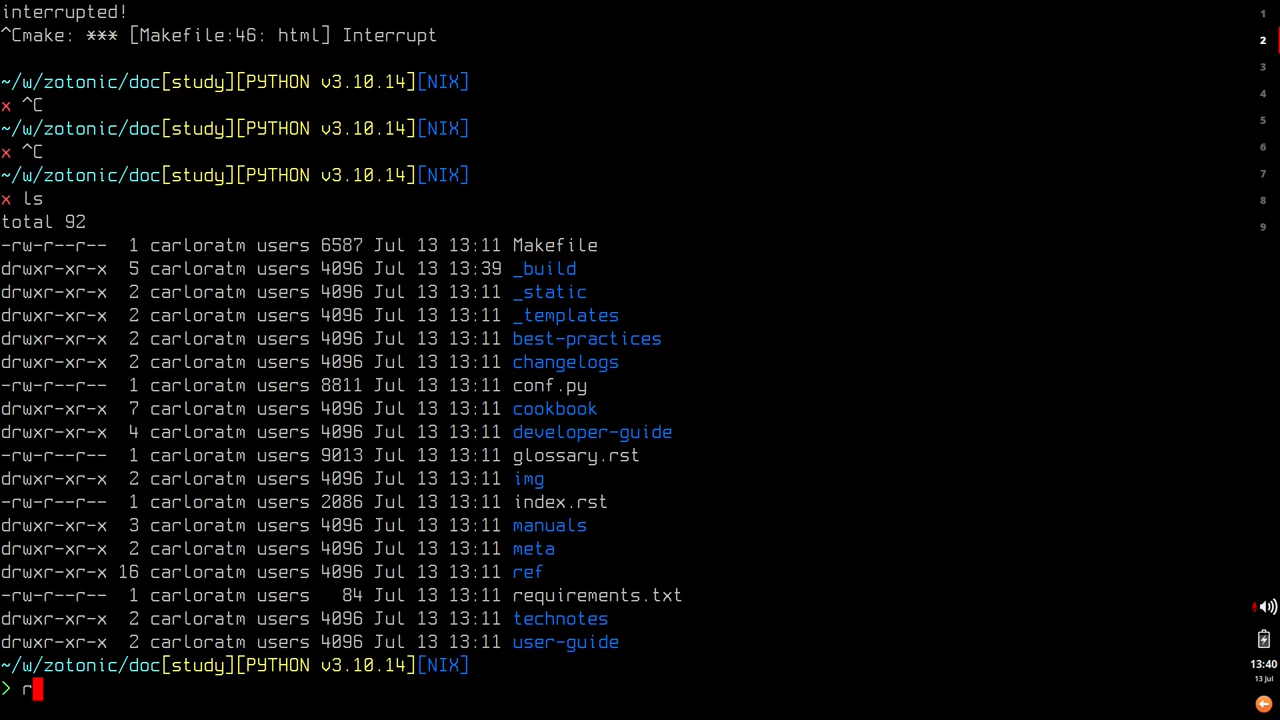 interrupted!
^Cmake: *** [Makefile:46: html] Interrupt
~/w/zotonic/doc[study][PYTHON v3.10.14][NIX]
x ^C
~/w/zotonic/doc[study][PYTHON v3.10.14][NIX]
x ^C
~/w/zotonic/doc[study][PYTHON v3.10.14][NIX]
x ls
total 92
-rw-r--r--  1 carloratm users 6587 Jul 13 13:11 Makefile
drwxr-xr-x  5 carloratm users 4096 Jul 13 13:39 _build
drwxr-xr-x  2 carloratm users 4096 Jul 13 13:11 _static
drwxr-xr-x  2 carloratm users 4096 Jul 13 13:11 _templates
drwxr-xr-x  2 carloratm users 4096 Jul 13 13:11 best-practices
drwxr-xr-x  2 carloratm users 4096 Jul 13 13:11 changelogs
-rw-r--r--  1 carloratm users 8811 Jul 13 13:11 conf.py
drwxr-xr-x  7 carloratm users 4096 Jul 13 13:11 cookbook
drwxr-xr-x  4 carloratm users 4096 Jul 13 13:11 developer-guide
-rw-r--r--  1 carloratm users 9013 Jul 13 13:11 glossary.rst
drwxr-xr-x  2 carloratm users 4096 Jul 13 13:11 img
-rw-r--r--  1 carloratm users 2086 Jul 13 13:11 index.rst
drwxr-xr-x  3 carloratm users 4096 Jul 13 13:11 manuals
drwxr-xr-x  2 carloratm users 4096 Jul 13 13:11 meta
drwxr-xr-x 16 carloratm users 4096 Jul 13 13:11 ref
-rw-r--r--  1 carloratm users   84 Jul 13 13:11 requirements.txt
drwxr-xr-x  2 carloratm users 4096 Jul 13 13:11 technotes
drwxr-xr-x  2 carloratm users 4096 Jul 13 13:11 user-guide
~/w/zotonic/doc[study][PYTHON v3.10.14][NIX]
> r
1
2
3
4
5
6
7
8
9
13:40
13 Jul